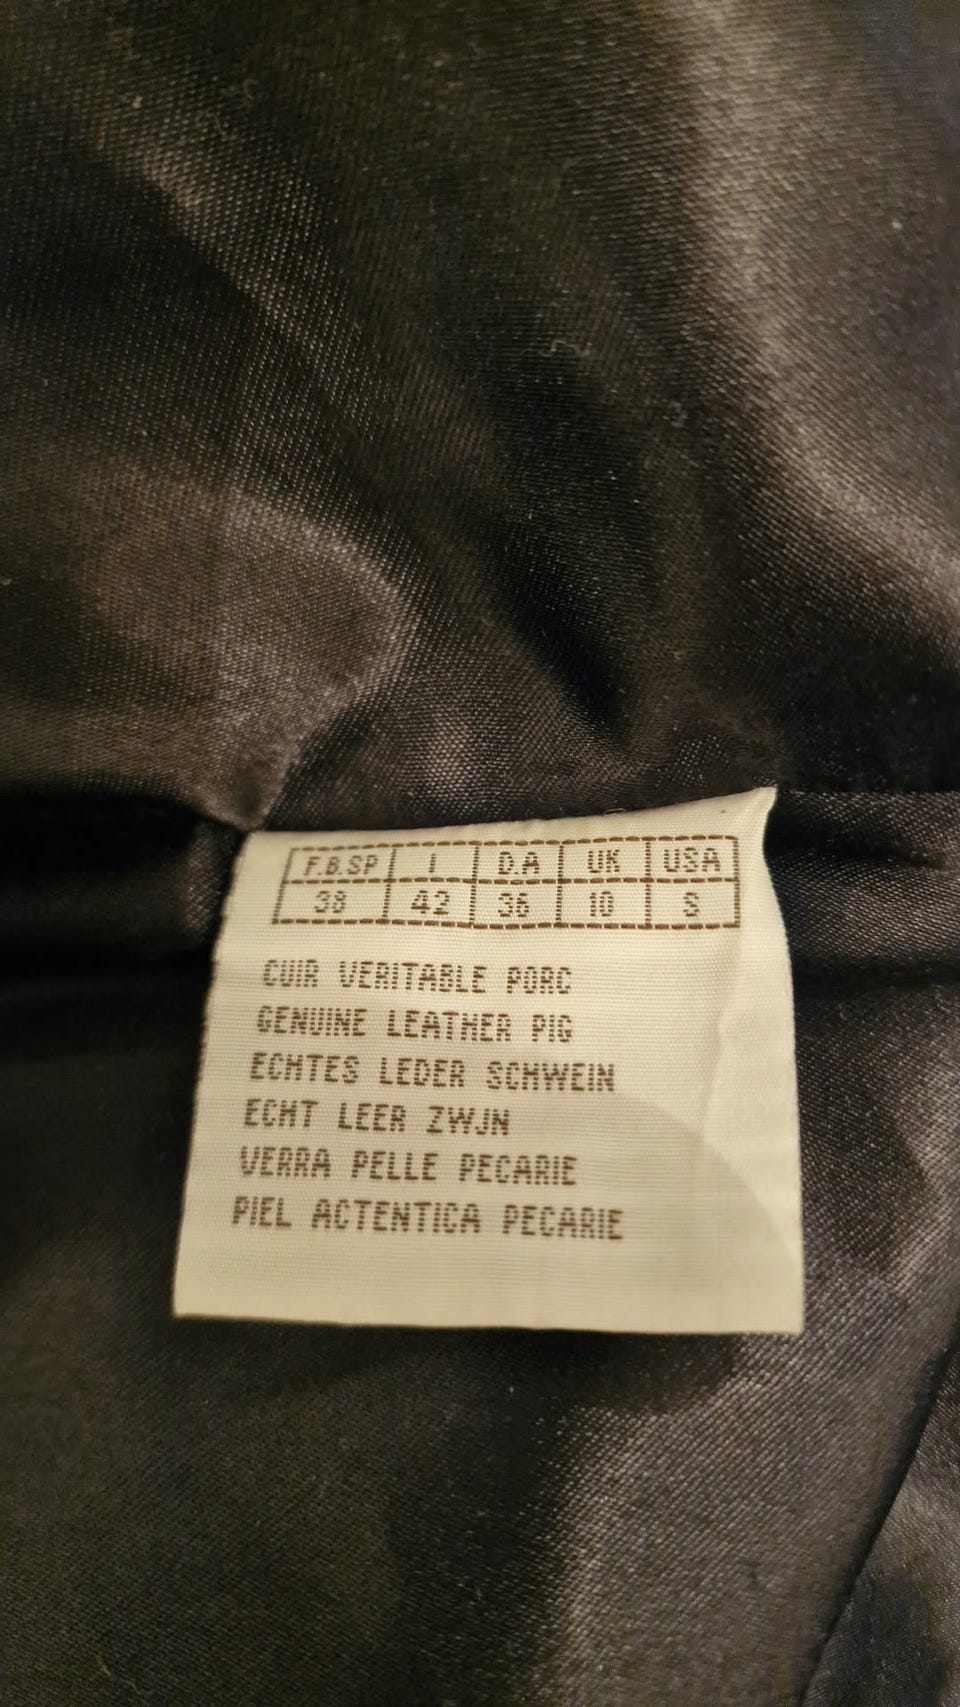 F.B.SP I D.A UK USA
38 42 36 10 S
CUIR VERITABLE PORC
GENUINE LEATHER PIG
ECHTES LEDER SCHWEIN
ECHT LEER ZWJN
VERRA PELLE PECARIE
PIEL ACTENTICA PECARIE